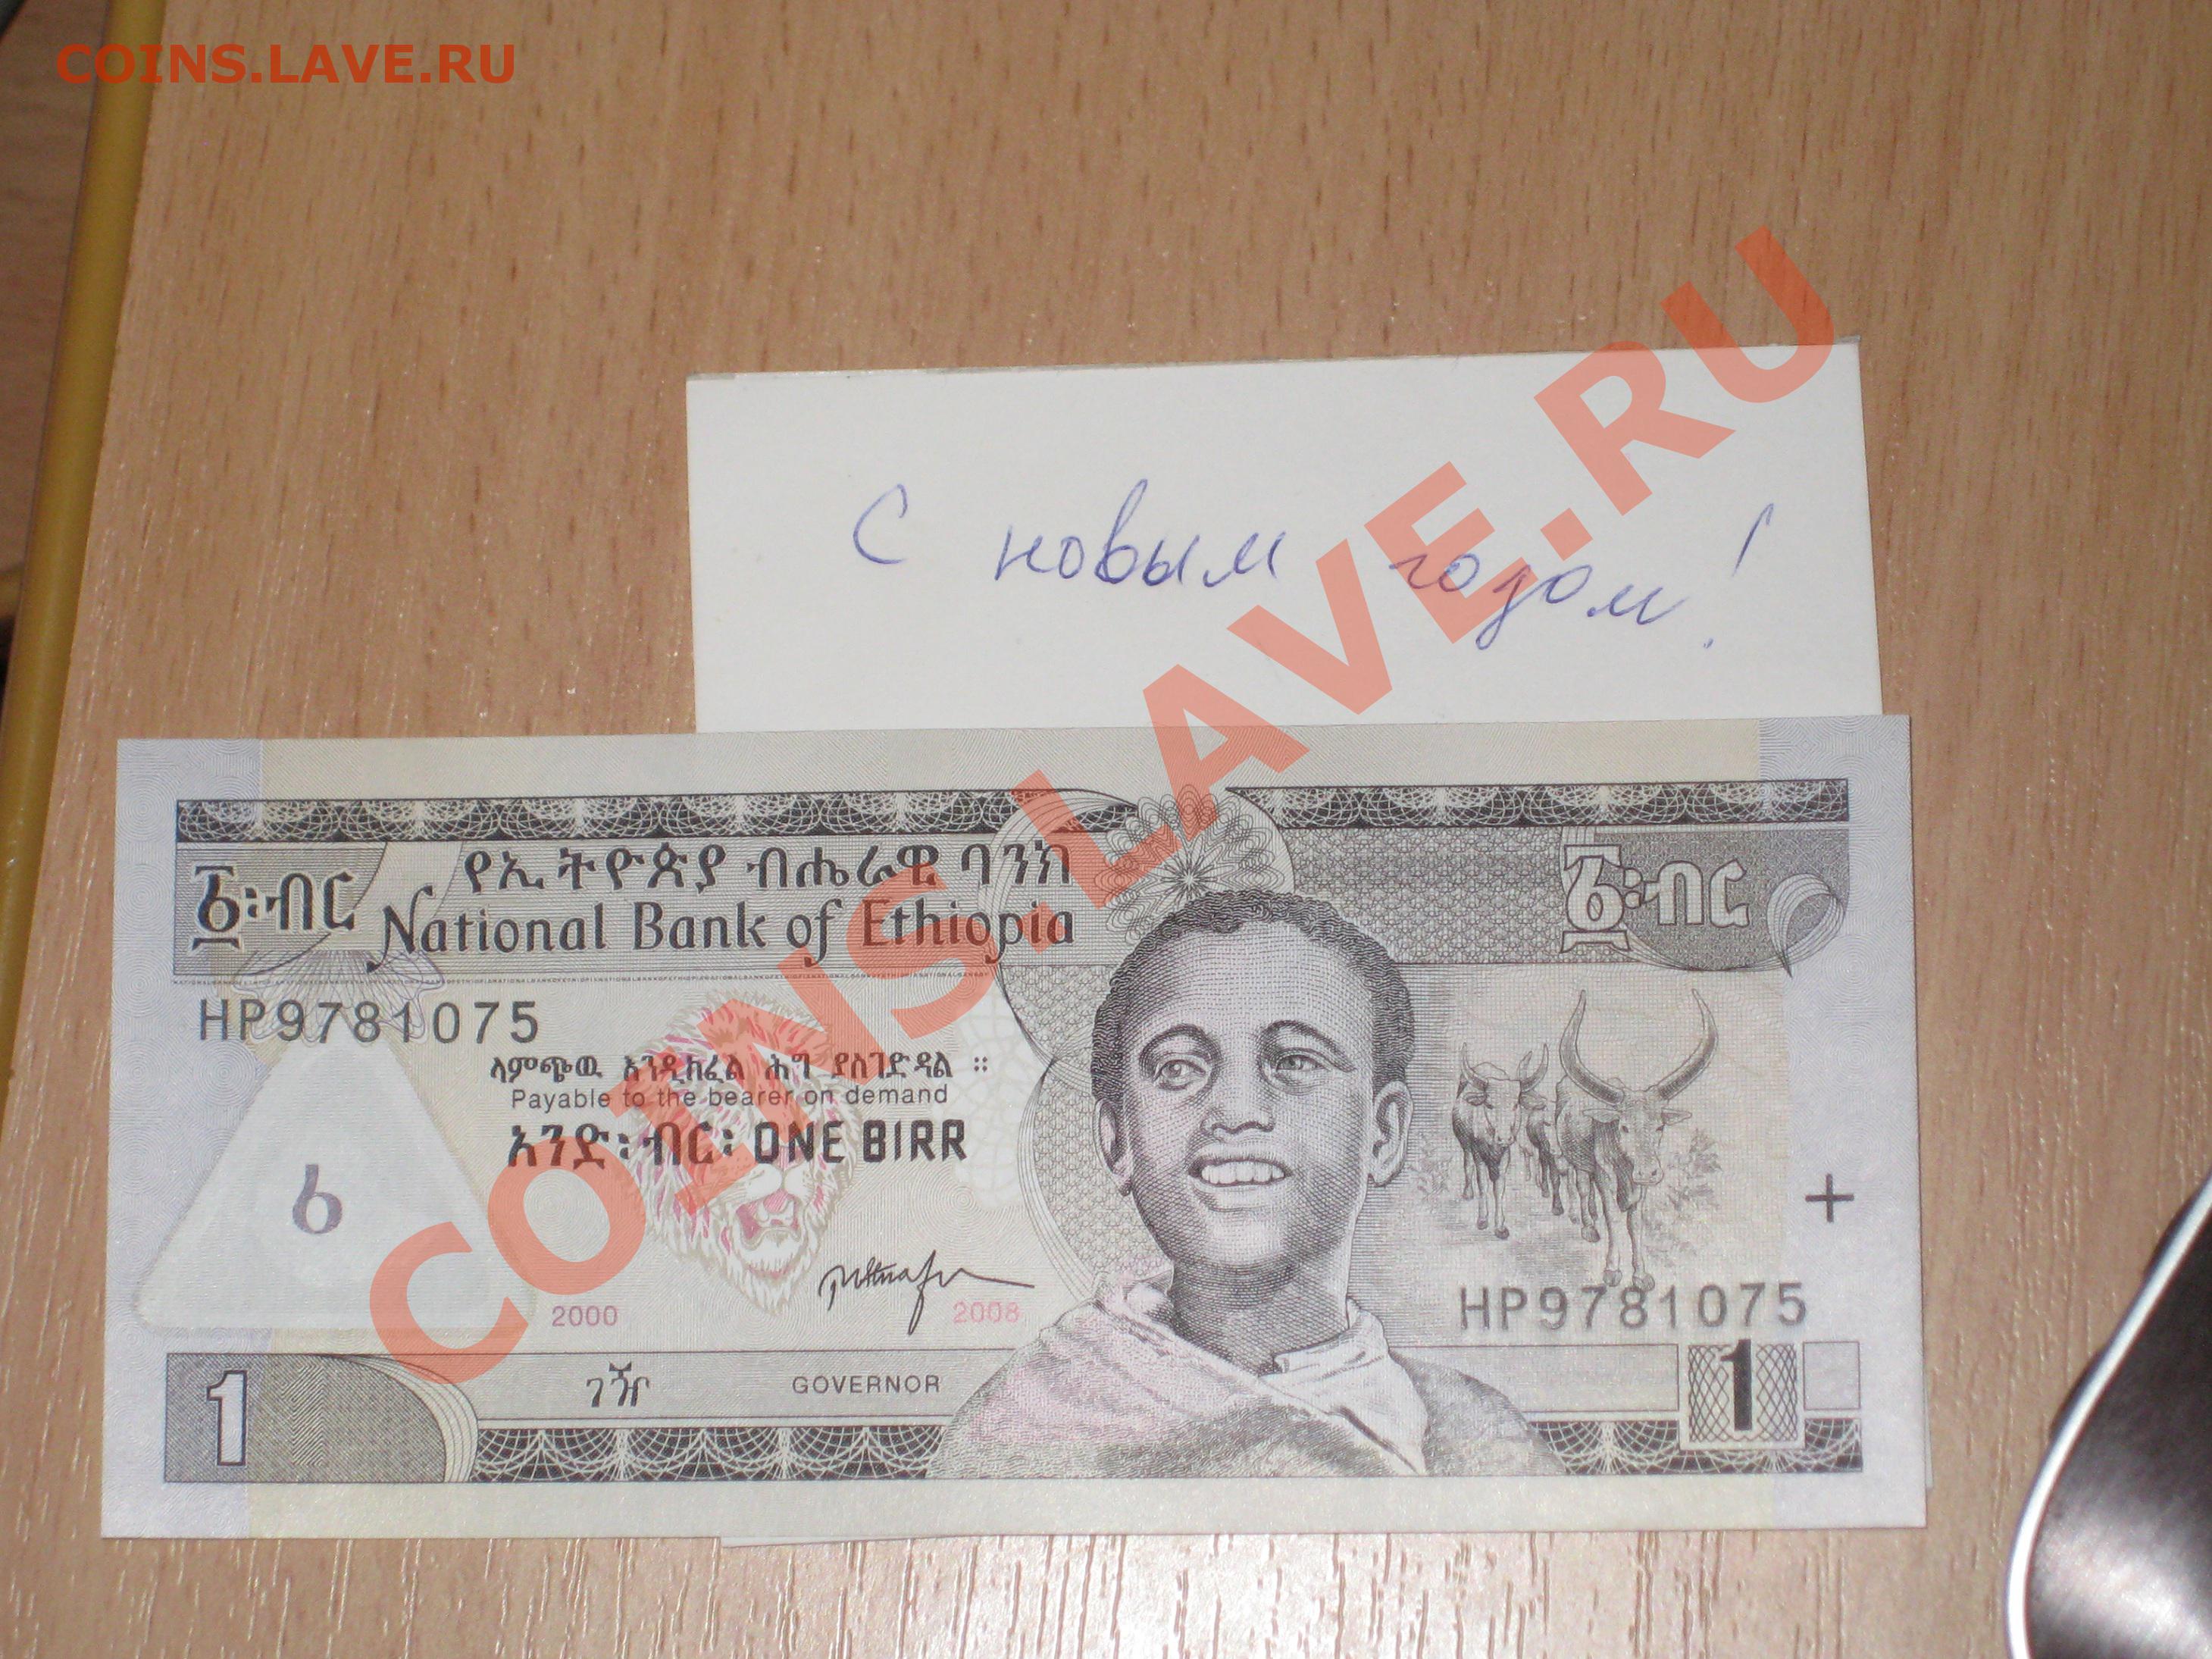 COINS.LAVE.RU
С новым годом!
COINS.LAVE.RU
የኢትዮጵያ ብሔራዊ ባንክ
፩፡ብር
፩፡ብር
National Bank of Ethiopia
HP9781075
ላምጭዉ እንዲከፈል ሕግ ያስገድዳል ።
Payable to the bearer on demand
አንድ፡ብር፡ ONE BIRR
2000
2008
HP9781075
1
ገዥ
GOVERNOR
1